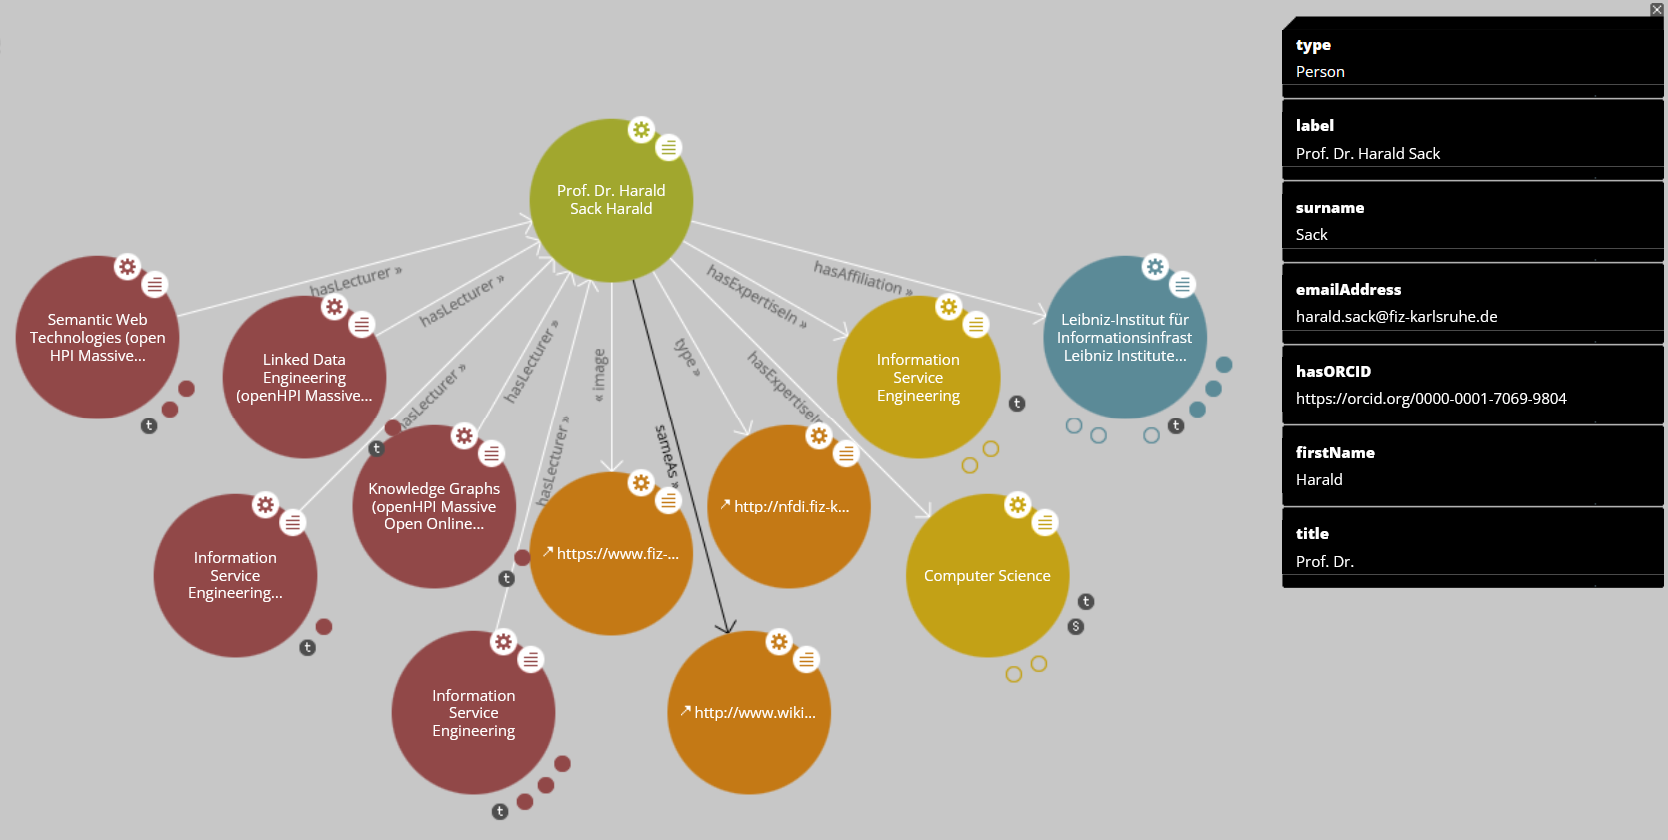 Prof. Dr. Harald
Sack Harald
hasLecturer »
hasLecturer »
hasLecturer »
hasLecturer »
hasLecturer »
« image
sameAs »
type »
hasExpertiseIn »
hasExpertiseIn
hasAffiliation »
Semantic Web
Technologies (open
HPI Massive...
t
Linked Data
Engineering
(openHPI Massive...
t
Knowledge Graphs
(openHPI Massive
Open Online...
t
Information
Service
Engineering...
t
Information
Service
Engineering
t
↗ https://www.fiz-...
↗ http://nfdi.fiz-k...
↗ http://www.wiki...
Information
Service
Engineering
t
Computer Science
t
S
Leibniz-Institut für
Informationsinfrast
Leibniz Institute...
t
type
Person
label
Prof. Dr. Harald Sack
surname
Sack
emailAddress
harald.sack@fiz-karlsruhe.de
hasORCID
https://orcid.org/0000-0001-7069-9804
firstName
Harald
title
Prof. Dr.